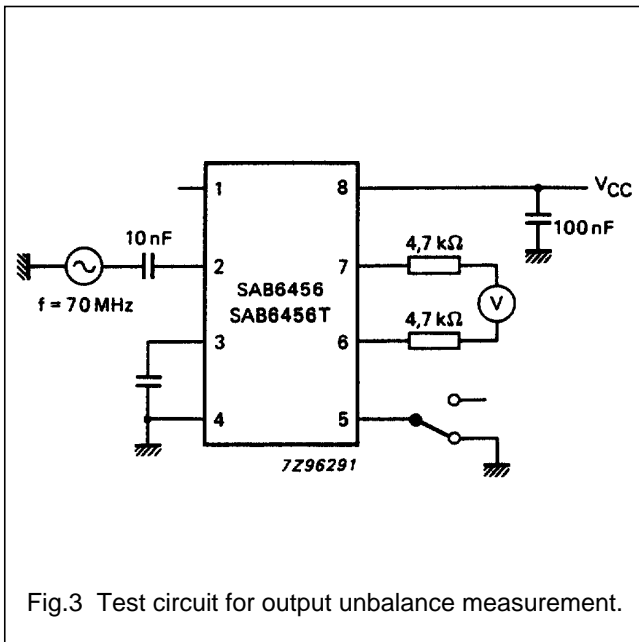 1
8
V_CC
10 nF
100 nF
4,7 kΩ
2
7
SAB6456
V
SAB6456T
f = 70 MHz
4,7 kΩ
3
6
4
5
7Z96291
Fig.3 Test circuit for output unbalance measurement.